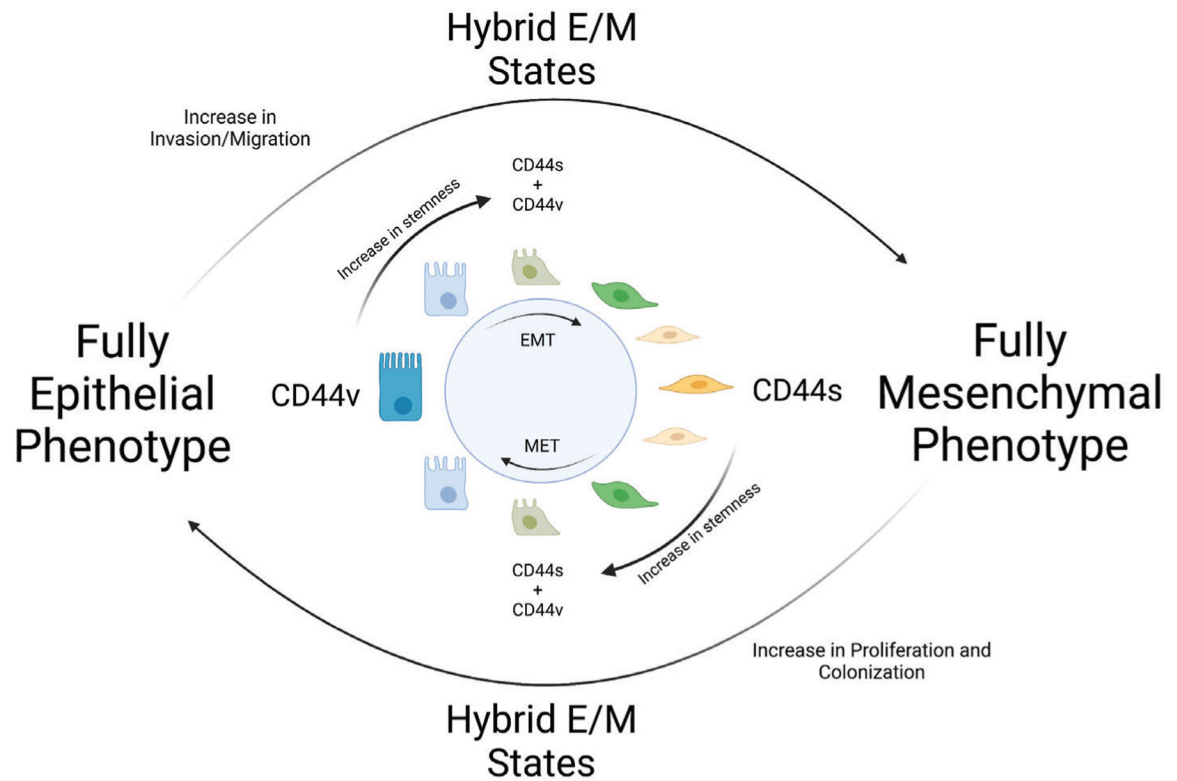 Hybrid E/M
States
Increase in
Invasion/Migration
CD44s
+
CD44v
Increase in stemness
EMT
Fully
Epithelial
Phenotype
CD44v
CD44s
Fully
Mesenchymal
Phenotype
MET
Increase in stemness
CD44s
+
CD44v
Increase in Proliferation and
Colonization
Hybrid E/M
States